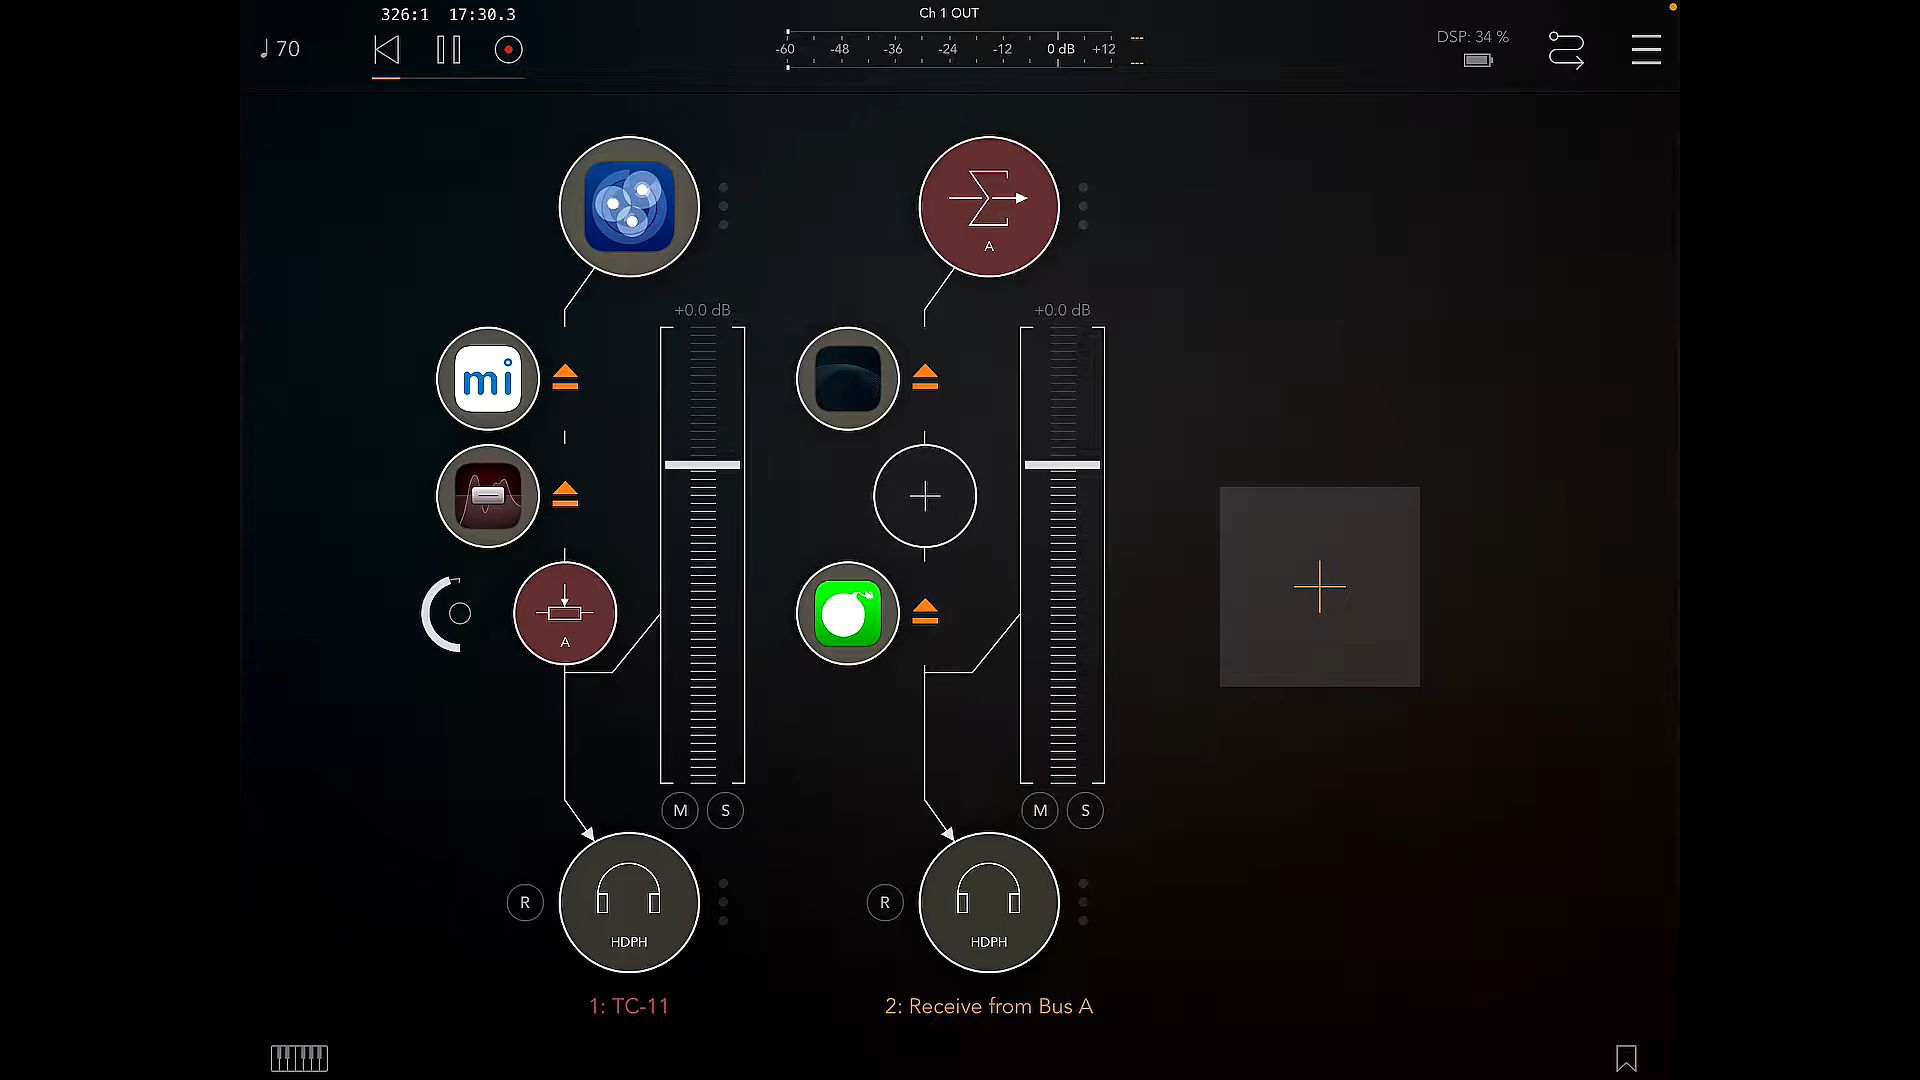 326:1 17:30.3
Ch 1 OUT
♩ 70
-60 -48 -36 -24 -12 0 dB +12
DSP: 34 %
A
+0.0 dB
+0.0 dB
mi
A
M S
M S
R
HDPH
R
HDPH
1: TC-11
2: Receive from Bus A